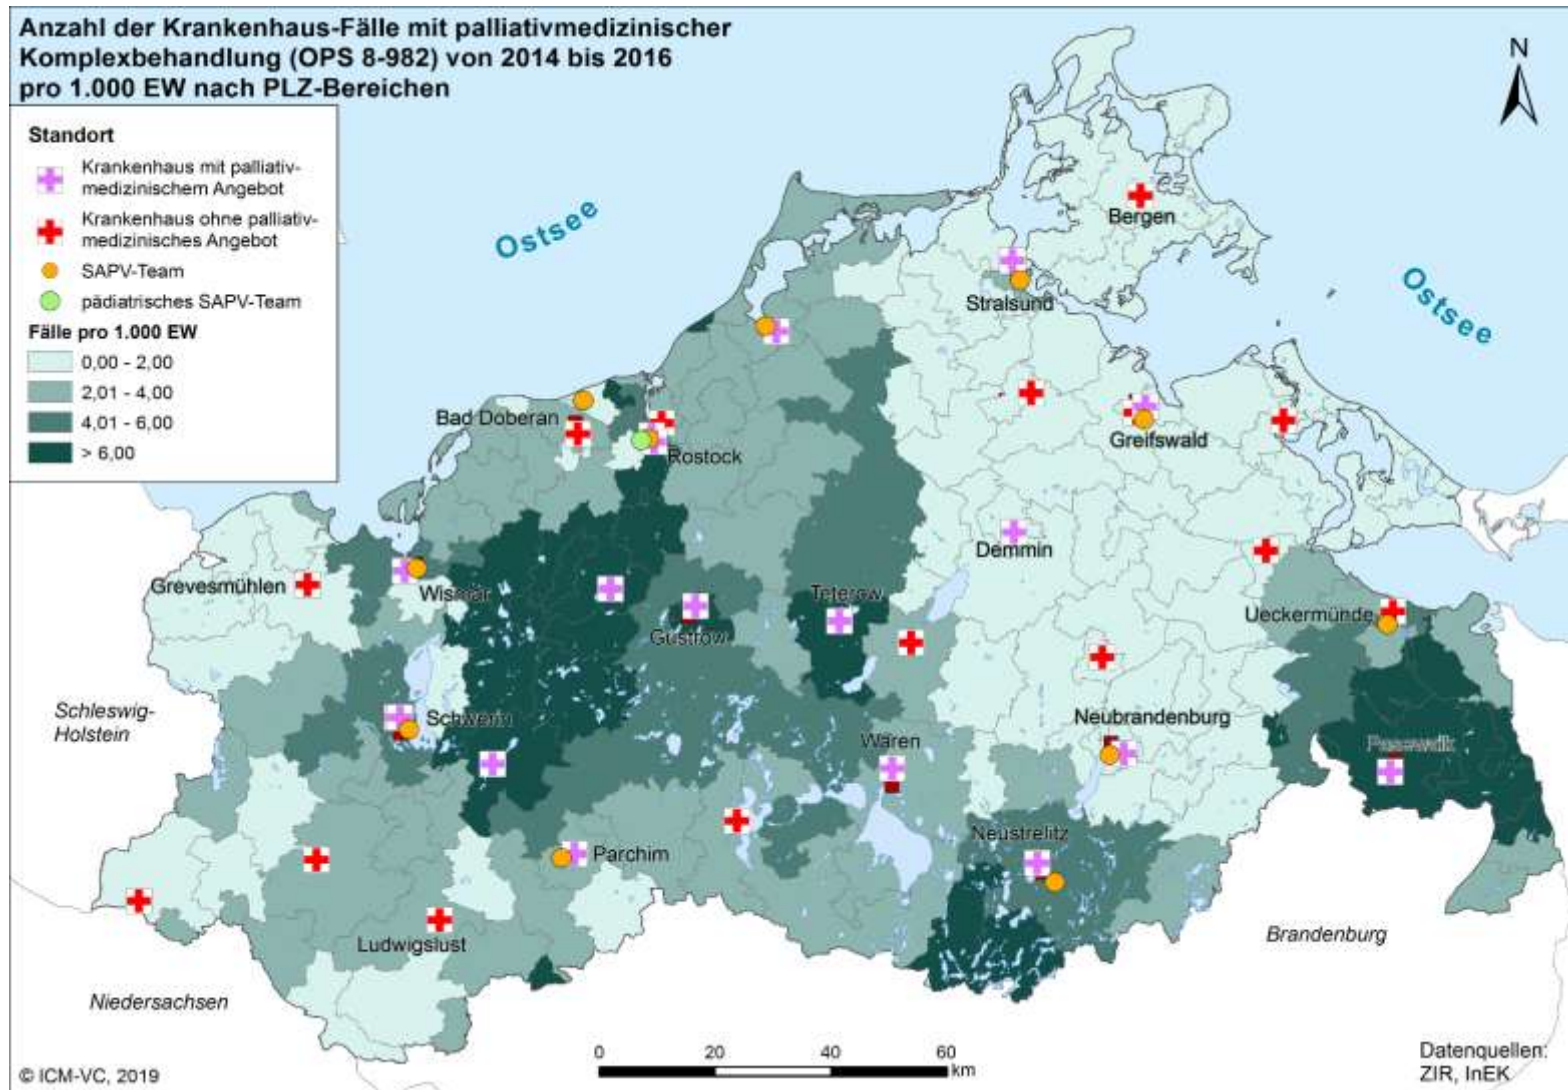 Anzahl der Krankenhaus-Fälle mit palliativmedizinischer
Komplexbehandlung (OPS 8-982) von 2014 bis 2016
pro 1.000 EW nach PLZ-Bereichen
N
Standort
Krankenhaus mit palliativ-
medizinischem Angebot
Krankenhaus ohne palliativ-
medizinisches Angebot
SAPV-Team
pädiatrisches SAPV-Team
Fälle pro 1.000 EW
0,00 - 2,00
2,01 - 4,00
4,01 - 6,00
> 6,00
Ostsee
Ostsee
Bergen
Stralsund
Bad Doberan
Rostock
Greifswald
Demmin
Grevesmühlen
Wismar
Güstrow
Teterow
Ueckermünde
Schleswig-
Holstein
Schwerin
Waren
Neubrandenburg
Pasewalk
Neustrelitz
Parchim
Ludwigslust
Brandenburg
Niedersachsen
0 20 40 60
km
© ICM-VC, 2019
Datenquellen:
ZIR, InEK